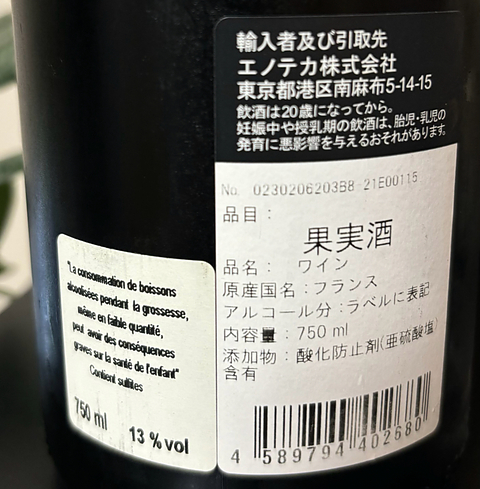 輸入者及び引取先
エノテカ株式会社
東京都港区南麻布5-14-15
飲酒は20歳になってから。
妊娠中や授乳期の飲酒は、胎児・乳児の
発育に悪影響を与えるおそれがあります。
No. 0230206203B8-21E00115
品目：
果実酒
品名： ワイン
原産国名：フランス
アルコール分：ラベルに表記
内容量：750 ml
添加物：酸化防止剤(亜硫酸塩)
含有
4 589794 402680
"La consommation de boissons
alcoolisées pendant la grossesse,
même en faible quantité,
peut avoir des conséquences
graves sur la santé de l'enfant"
Contient sulfites
750 ml 13 % vol